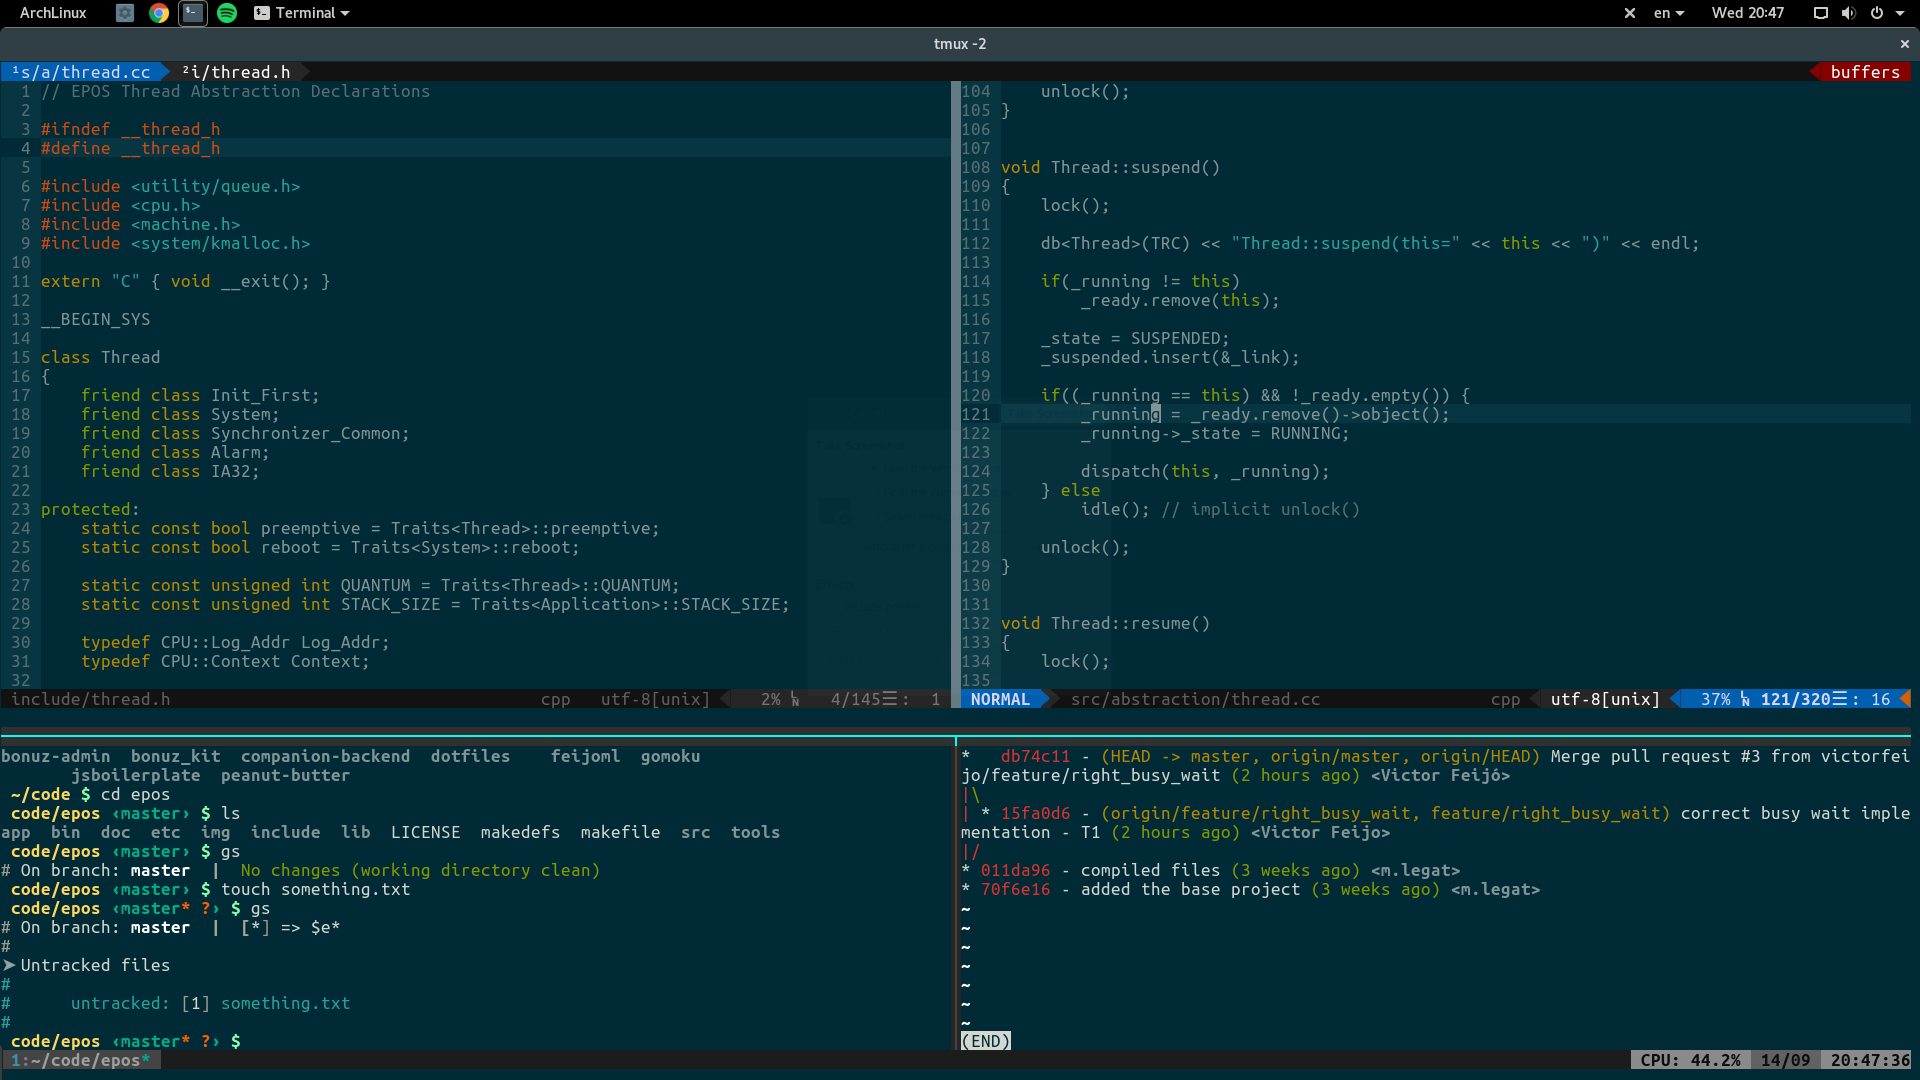 ArchLinux Terminal en Wed 20:47
tmux -2 ×
¹s/a/thread.cc ²i/thread.h buffers
1 // EPOS Thread Abstraction Declarations
2
3 #ifndef __thread_h
4 #define __thread_h
5
6 #include <utility/queue.h>
7 #include <cpu.h>
8 #include <machine.h>
9 #include <system/kmalloc.h>
10
11 extern "C" { void __exit(); }
12
13 __BEGIN_SYS
14
15 class Thread
16 {
17     friend class Init_First;
18     friend class System;
19     friend class Synchronizer_Common;
20     friend class Alarm;
21     friend class IA32;
22
23 protected:
24     static const bool preemptive = Traits<Thread>::preemptive;
25     static const bool reboot = Traits<System>::reboot;
26
27     static const unsigned int QUANTUM = Traits<Thread>::QUANTUM;
28     static const unsigned int STACK_SIZE = Traits<Application>::STACK_SIZE;
29
30     typedef CPU::Log_Addr Log_Addr;
31     typedef CPU::Context Context;
32
include/thread.h cpp utf-8[unix] 2% 4/145☰: 1
104     unlock();
105 }
106
107
108 void Thread::suspend()
109 {
110     lock();
111
112     db<Thread>(TRC) << "Thread::suspend(this=" << this << ")" << endl;
113
114     if(_running != this)
115         _ready.remove(this);
116
117     _state = SUSPENDED;
118     _suspended.insert(&_link);
119
120     if((_running == this) && !_ready.empty()) {
121         _running = _ready.remove()->object();
122         _running->_state = RUNNING;
123
124         dispatch(this, _running);
125     } else
126         idle(); // implicit unlock()
127
128     unlock();
129 }
130
131
132 void Thread::resume()
133 {
134     lock();
135
NORMAL src/abstraction/thread.cc cpp utf-8[unix] 37% 121/320☰: 16
bonuz-admin bonuz_kit companion-backend dotfiles feijoml gomoku
jsboilerplate peanut-butter
~/code $ cd epos
code/epos ‹master› $ ls
app bin doc etc img include lib LICENSE makedefs makefile src tools
code/epos ‹master› $ gs
# On branch: master | No changes (working directory clean)
code/epos ‹master› $ touch something.txt
code/epos ‹master* ?› $ gs
# On branch: master | [*] => $e*
#
➤ Untracked files
#
# untracked: [1] something.txt
#
code/epos ‹master* ?› $
* db74c11 - (HEAD -> master, origin/master, origin/HEAD) Merge pull request #3 from victorfei
jo/feature/right_busy_wait (2 hours ago) <Victor Feijó>
|\
| * 15fa0d6 - (origin/feature/right_busy_wait, feature/right_busy_wait) correct busy wait imple
mentation - T1 (2 hours ago) <Victor Feijo>
|/
* 011da96 - compiled files (3 weeks ago) <m.legat>
* 70f6e16 - added the base project (3 weeks ago) <m.legat>
~
~
~
~
~
~
~
(END)
1:~/code/epos* CPU: 44.2% 14/09 20:47:36